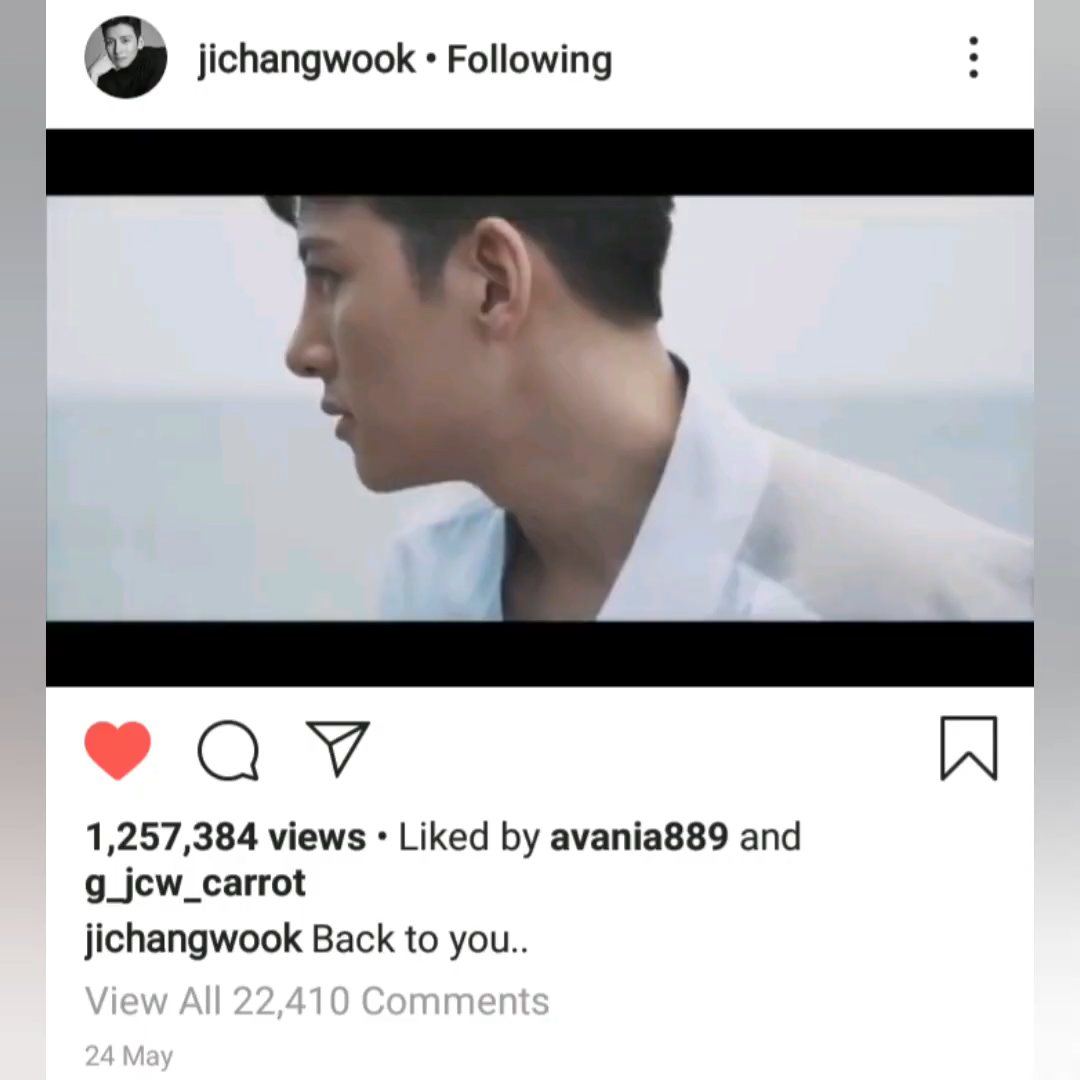 jichangwook • Following
1,257,384 views • Liked by avania889 and
g_jcw_carrot
jichangwook Back to you..
View All 22,410 Comments
24 May